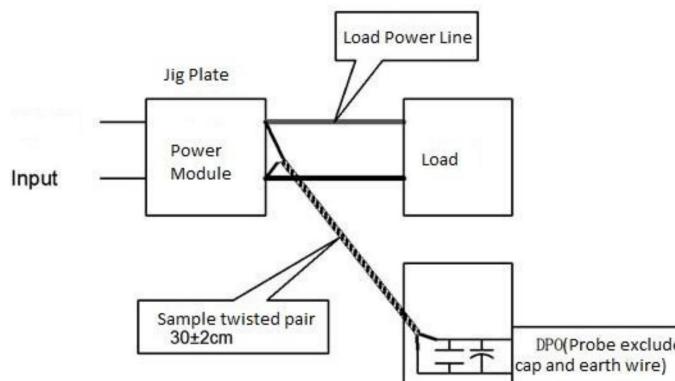 Load Power Line
Jig Plate
Power
Module
Load
Input
Sample twisted pair
30±2cm
DPO(Probe exclude
cap and earth wire)